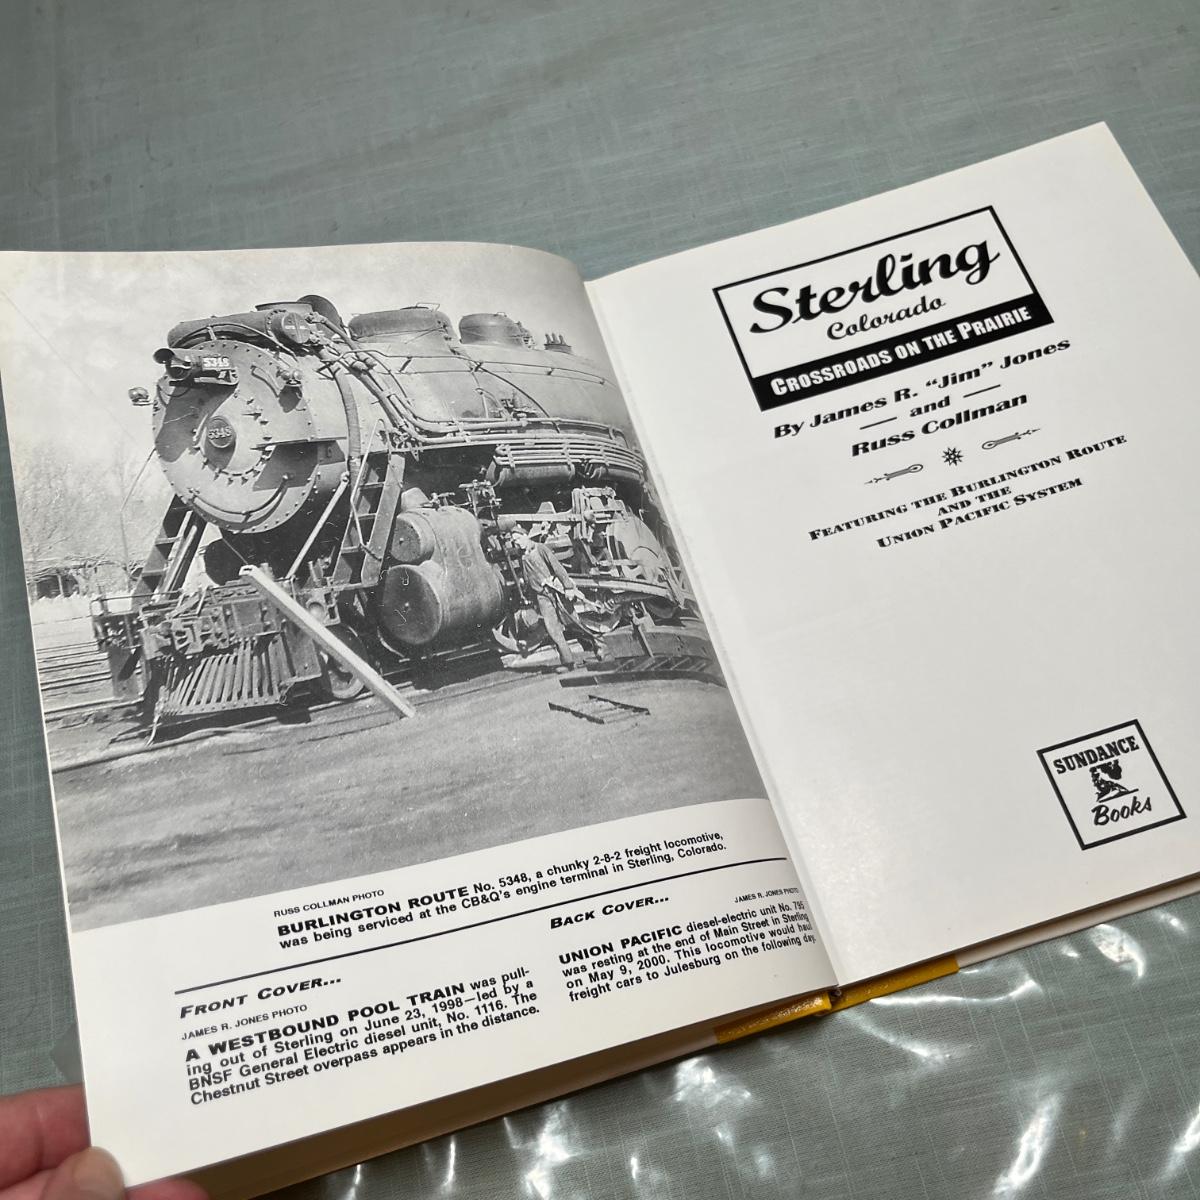 5348
5348
RUSS COLLMAN PHOTO
BURLINGTON ROUTE No. 5348, a chunky 2-8-2 freight locomotive,
was being serviced at the CB&Q's engine terminal in Sterling, Colorado.
FRONT COVER...
JAMES R. JONES PHOTO
A WESTBOUND POOL TRAIN was pull-
ing out of Sterling on June 23, 1998—led by a
BNSF General Electric diesel unit, No. 1116. The
Chestnut Street overpass appears in the distance.
BACK COVER...
JAMES R. JONES PHOTO
UNION PACIFIC diesel-electric unit No. 795
was resting at the end of Main Street in Sterling
on May 9, 2000. This locomotive would haul
freight cars to Julesburg on the following day.
Sterling
Colorado
CROSSROADS ON THE PRAIRIE
By James R. "Jim" Jones
and
Russ Collman
FEATURING THE BURLINGTON ROUTE
AND THE
UNION PACIFIC SYSTEM
SUNDANCE
Books